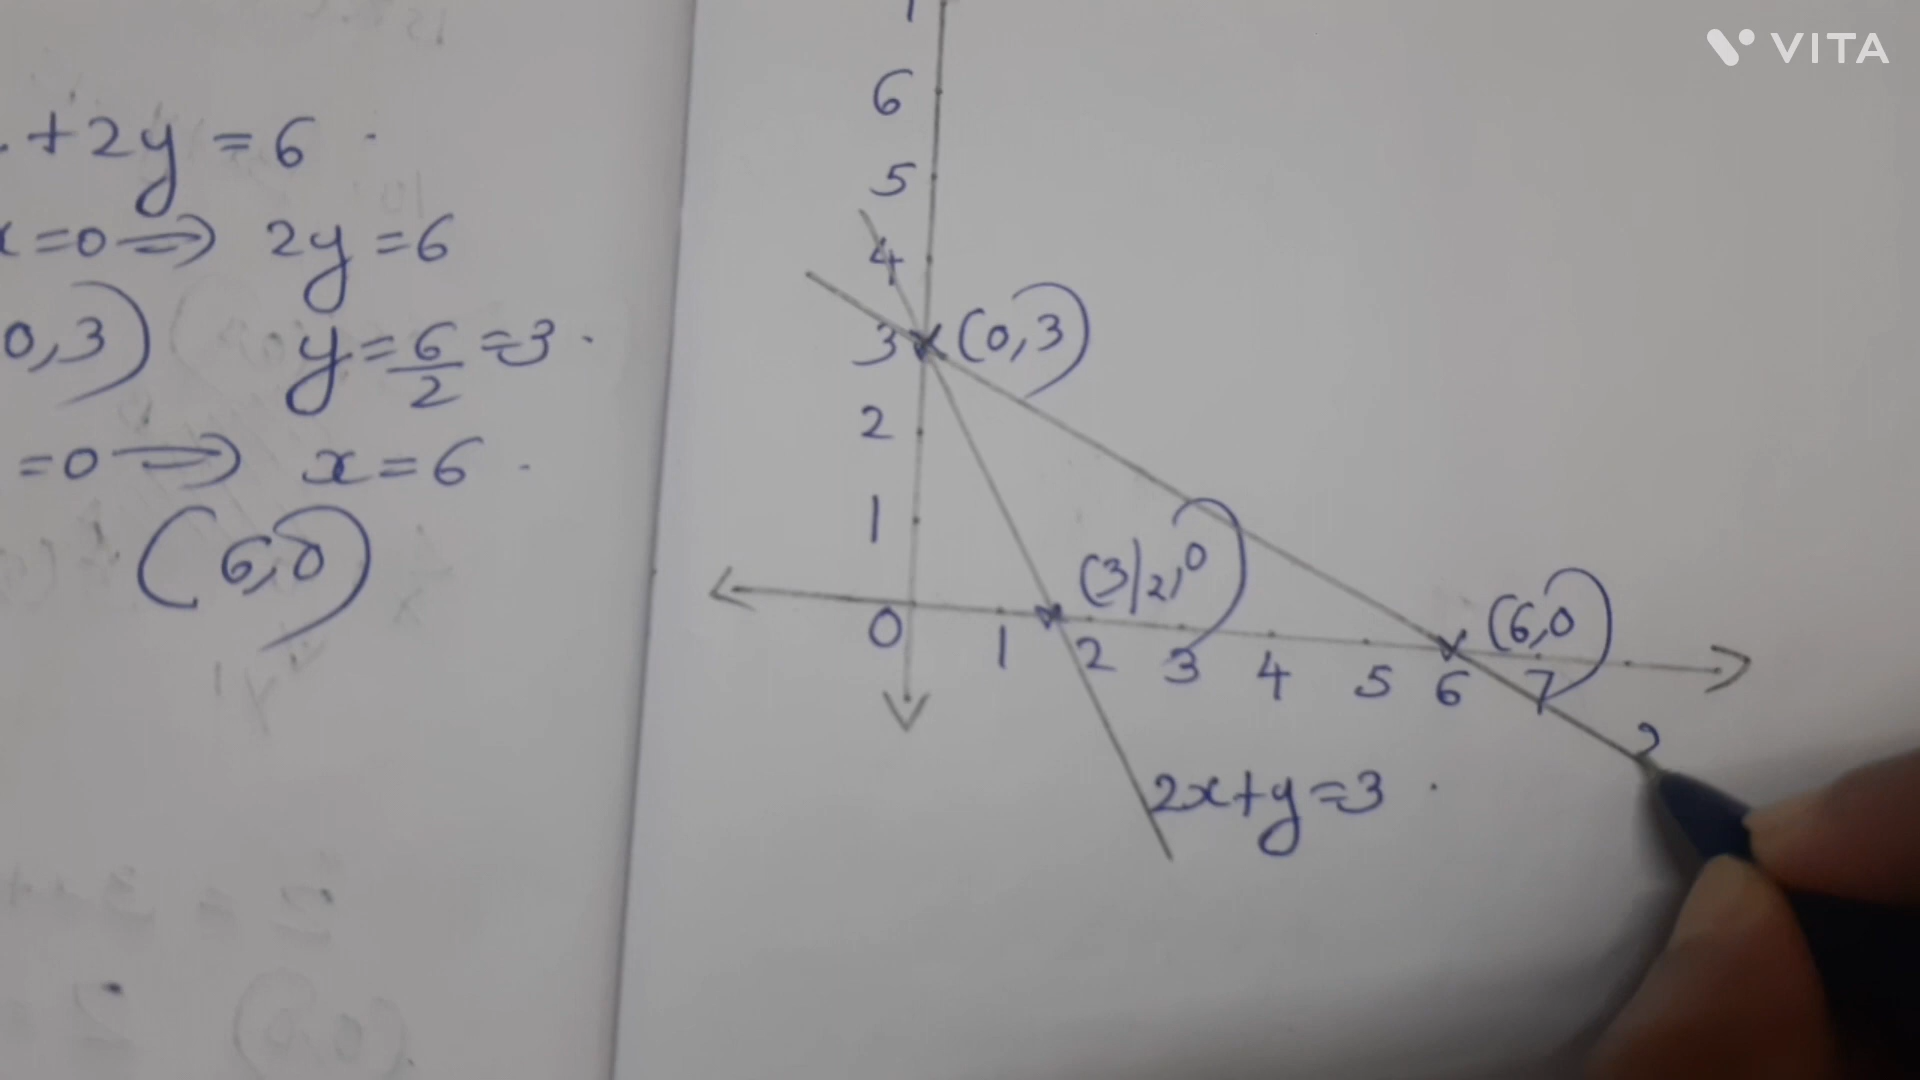 +2y = 6
x=0 ⇒ 2y = 6
0,3) y = 6/2 = 3
=0 ⇒ x = 6
(6,0)
6
5
4
3 (0,3)
2
1
(3/2,0)
(6,0)
0 1 2 3 4 5 6 7
2x+y=3
VITA